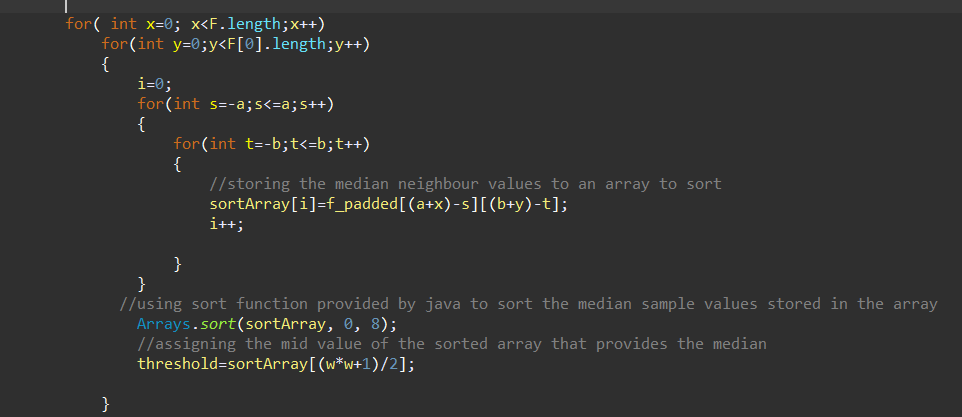 for( int x=0; x<F.length;x++)
for(int y=0;y<F[0].length;y++)
{
i=0;
for(int s=-a;s<=a;s++)
{
for(int t=-b;t<=b;t++)
{
//storing the median neighbour values to an array to sort
sortArray[i]=f_padded[(a+x)-s][(b+y)-t];
i++;
}
}
//using sort function provided by java to sort the median sample values stored in the array
Arrays.sort(sortArray, 0, 8);
//assigning the mid value of the sorted array that provides the median
threshold=sortArray[(w*w+1)/2];
}